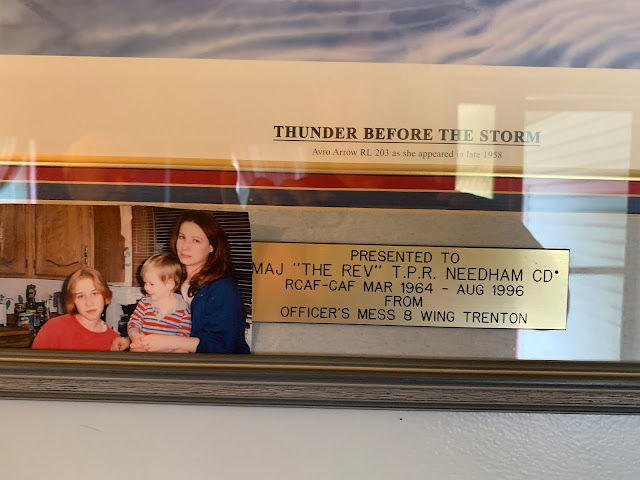 THUNDER BEFORE THE STORM
Avro Arrow RL 203 as she appeared in late 1958
PRESENTED TO
MAJ "THE REV" T.P.R. NEEDHAM CD*
RCAF-CAF MAR 1964 - AUG 1996
FROM
OFFICER'S MESS 8 WING TRENTON